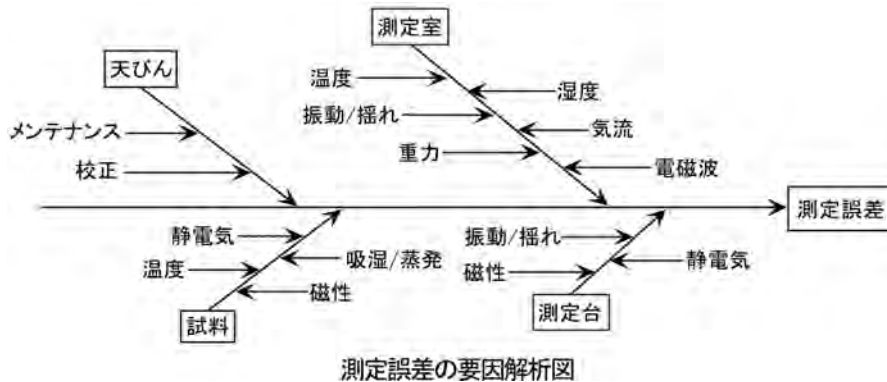 測定室
天びん
温度
湿度
振動/揺れ
メンテナンス
気流
重力
校正
電磁波
測定誤差
静電気
振動/揺れ
吸湿/蒸発
静電気
温度
磁性
磁性
試料
測定台
測定誤差の要因解析図